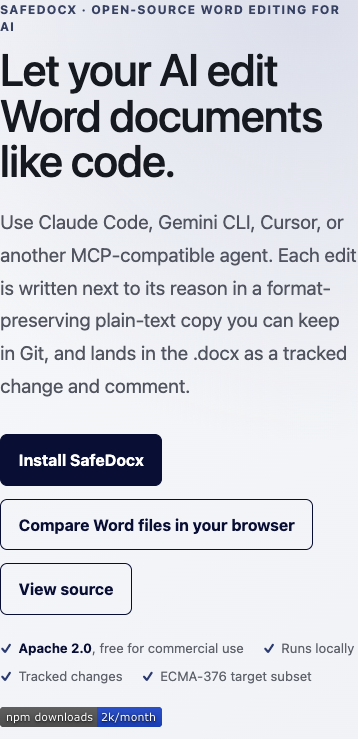 SAFEDOCX · OPEN-SOURCE WORD EDITING FOR
AI
Let your AI edit
Word documents
like code.
Use Claude Code, Gemini CLI, Cursor, or
another MCP-compatible agent. Each edit
is written next to its reason in a format-
preserving plain-text copy you can keep
in Git, and lands in the .docx as a tracked
change and comment.
Install SafeDocx
Compare Word files in your browser
View source
✓ Apache 2.0, free for commercial use ✓ Runs locally
✓ Tracked changes ✓ ECMA-376 target subset
npm downloads 2k/month